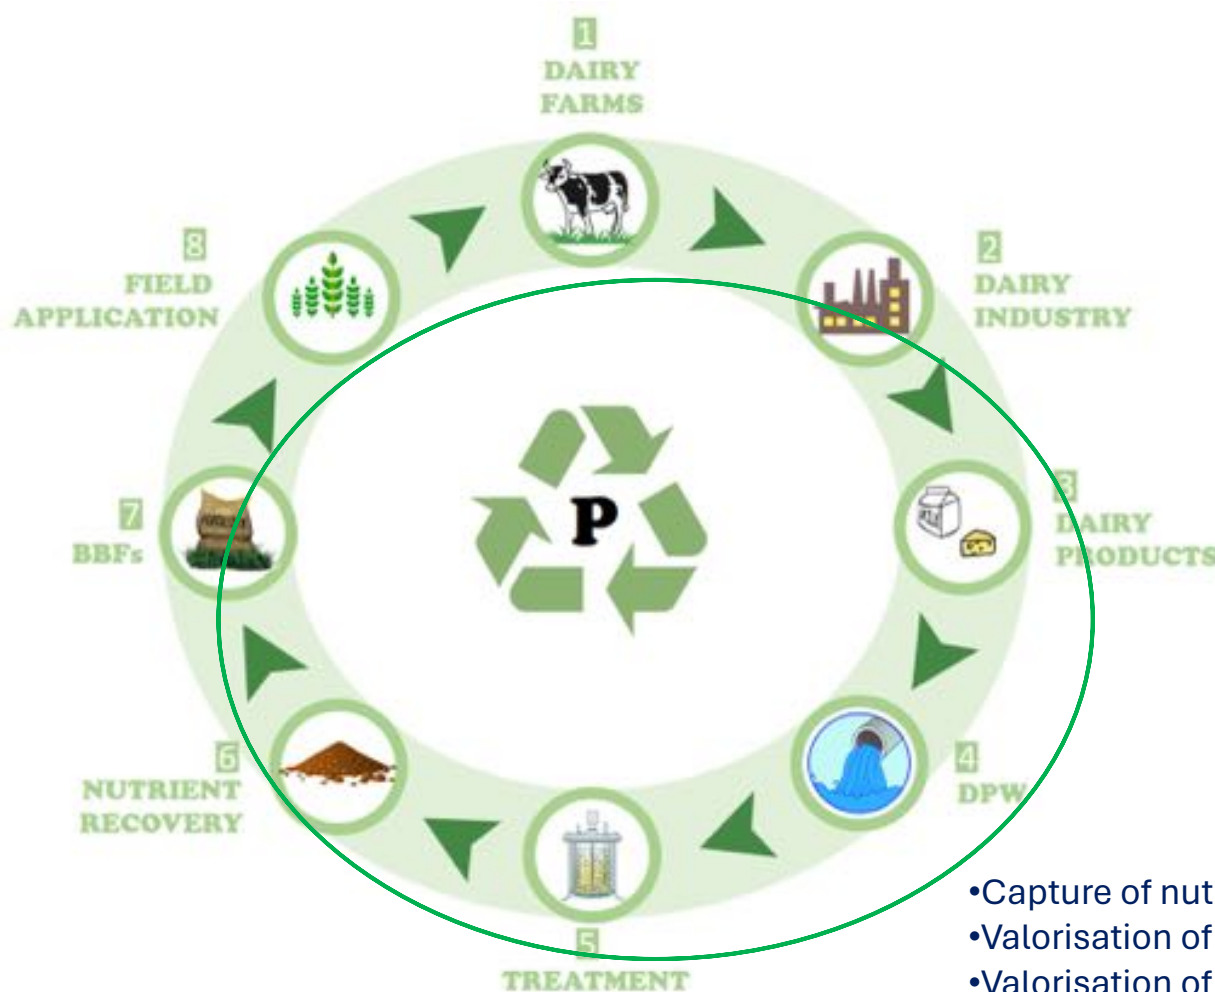 1
DAIRY
FARMS
2
DAIRY
INDUSTRY
3
DAIRY
PRODUCTS
4
DPW
5
TREATMENT
6
NUTRIENT
RECOVERY
7
BBFs
8
FIELD
APPLICATION
P
•Capture of nut
•Valorisation of
•Valorisation of